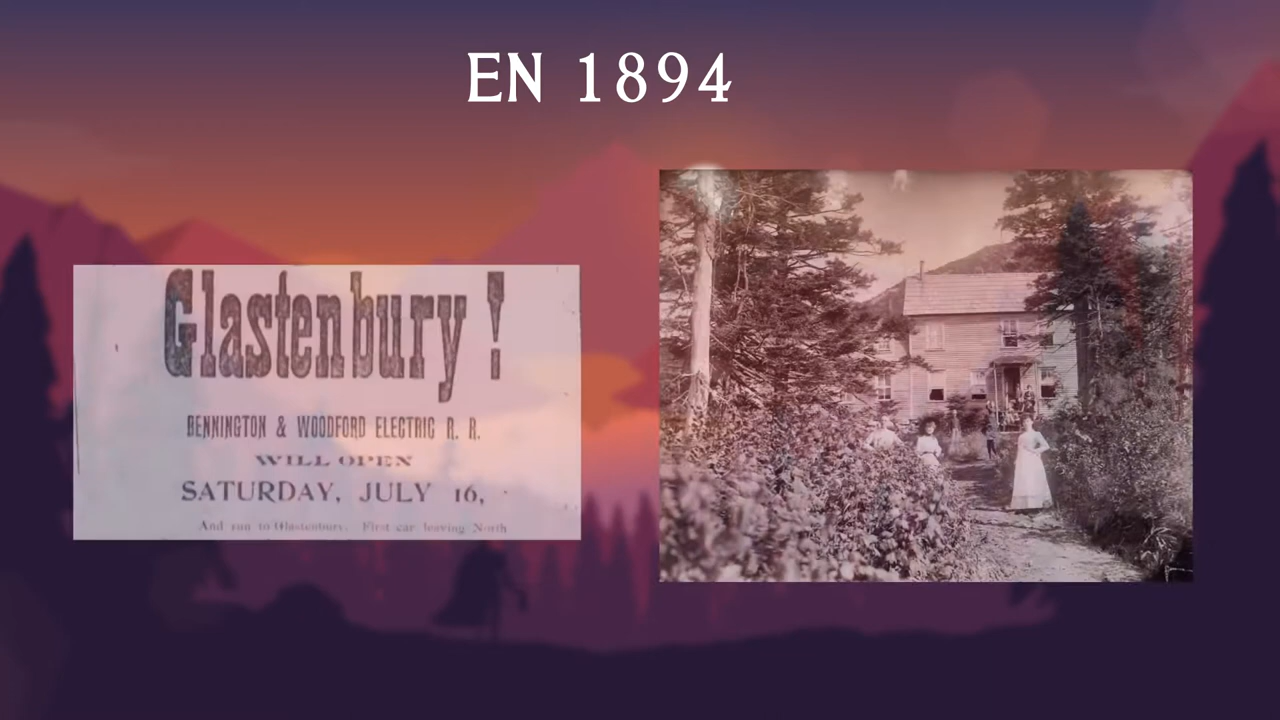 EN 1894
Glastenbury!
BENNINGTON & WOODFORD ELECTRIC R. R.
WILL OPEN
SATURDAY, JULY 16,
And run to Glastenbury. First car leaving North